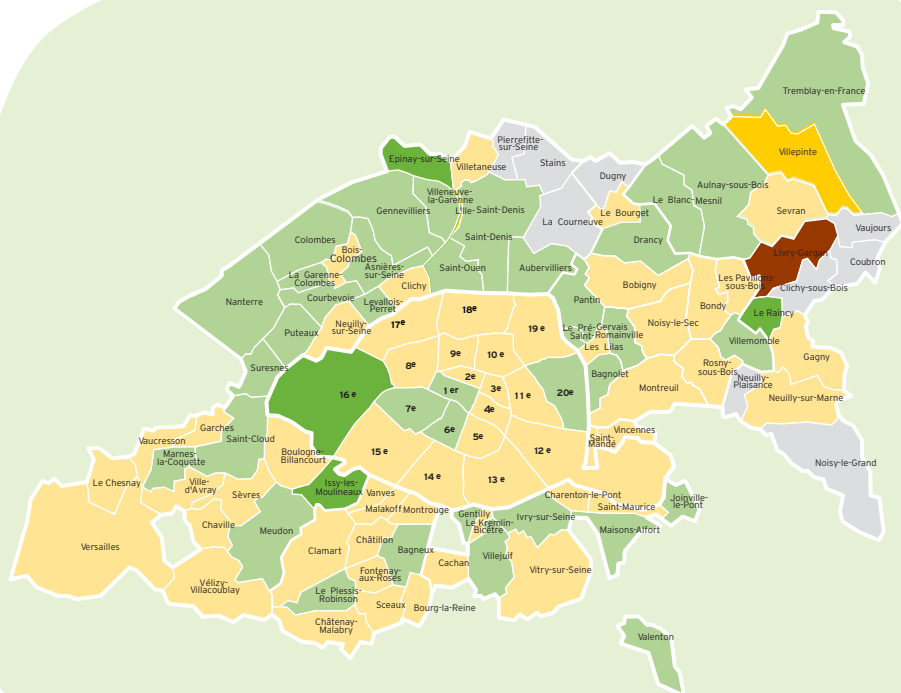 Tremblay-en-France
Villepinte
Pierrefitte-
sur-Seine
Epinay-sur-Seine
Villetaneuse
Stains
Dugny
Aulnay-sous-Bois
Villeneuve-
la-Garenne
Le Blanc-Mesnil
Gennevilliers
L'Ile-Saint-Denis
Le Bourget
Sevran
La Courneuve
Vaujours
Colombes
Saint-Denis
Drancy
Livry-Gargan
Bois-
Colombes
Coubron
La Garenne-
Colombes
Asnières-
sur-Seine
Saint-Ouen
Aubervilliers
Les Pavillons-
sous-Bois
Clichy-sous-Bois
Clichy
Bobigny
Nanterre
Courbevoie
Levallois-
Perret
Pantin
Bondy
Le Raincy
Puteaux
Neuilly-
sur-Seine
17e
18e
19 e
Le Pré-
Saint-
Gervais
Romainville
Noisy-le-Sec
Villemomble
Les Lilas
Gagny
Suresnes
8e
9e
10 e
Bagnolet
Rosny-
sous-Bois
2e
Neuilly-
Plaisance
16 e
1 er
3e
11 e
20e
Montreuil
Neuilly-sur-Marne
7e
4e
6e
5e
Garches
Vaucresson
Saint-Cloud
Vincennes
Saint-
Mandé
Marnes-
la-Coquette
Boulogne-
Billancourt
15 e
12 e
Noisy-le-Grand
Le Chesnay
Ville-
d'Avray
Sèvres
Issy-les-
Moulineaux
Vanves
14 e
13 e
Charenton-le-Pont
Joinville-
le-Pont
Malakoff
Montrouge
Saint-Maurice
Gentilly
Le Kremlin-
Bicêtre
Ivry-sur-Seine
Chaville
Meudon
Maisons-Alfort
Versailles
Clamart
Châtillon
Bagneux
Villejuif
Cachan
Vitry-sur-Seine
Fontenay-
aux-Roses
Vélizy-
Villacoublay
Le Plessis-
Robinson
Sceaux
Bourg-la-Reine
Châtenay-
Malabry
Valenton